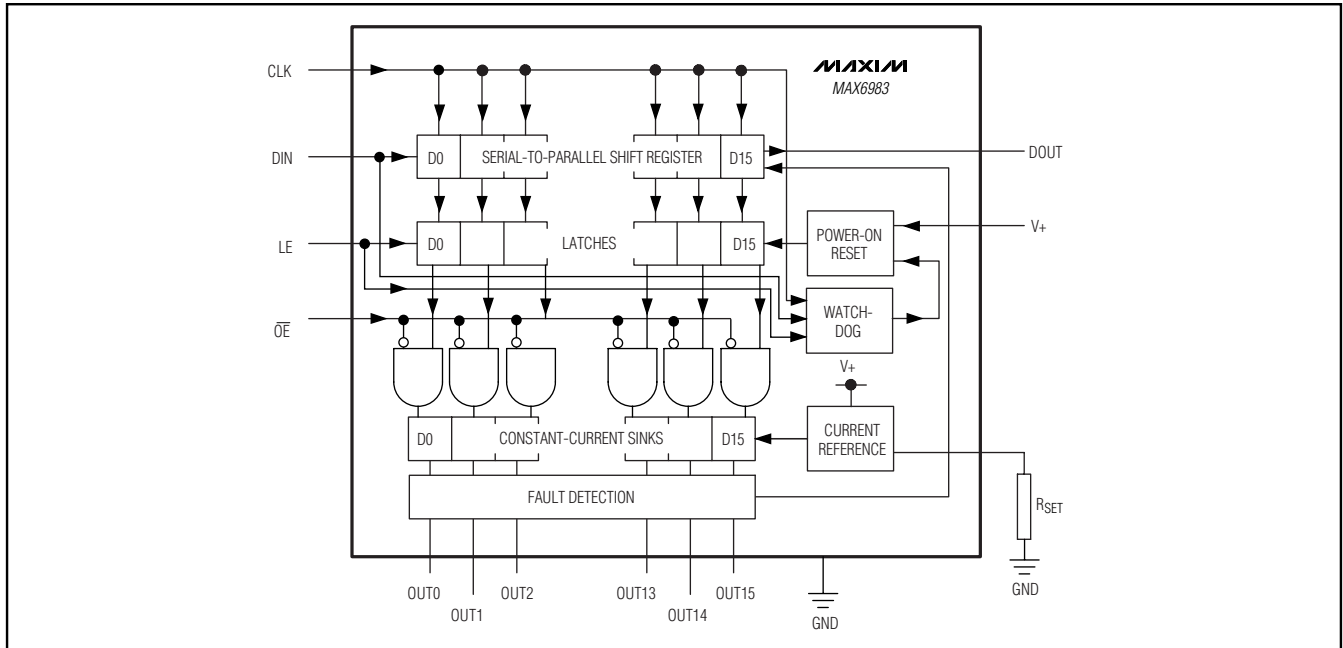 MAXIM
MAX6983
CLK
DIN
D0
SERIAL-TO-PARALLEL SHIFT REGISTER
D15
DOUT
LE
D0
LATCHES
D15
POWER-ON
RESET
V+
WATCH-
DOG
OE
V+
D0
CONSTANT-CURRENT SINKS
D15
CURRENT
REFERENCE
FAULT DETECTION
RSET
GND
OUT0
OUT1
OUT2
OUT13
OUT14
OUT15
GND